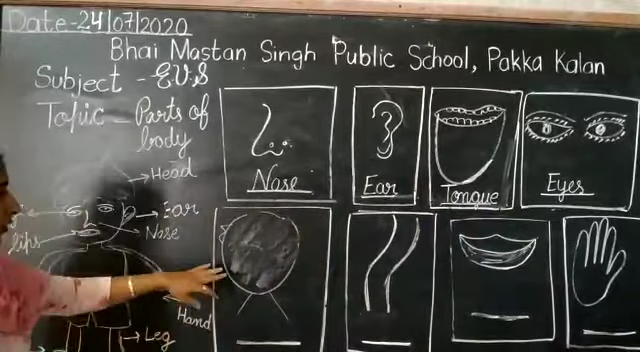 Date-24/07/2020
Bhai Mastan Singh Public School, Pakka Kalan
Subject - E.V.S
Topic - Parts of
body
Nose
Ear
Tongue
Eyes
Head
Ear
Nose
lips
Hand
Leg